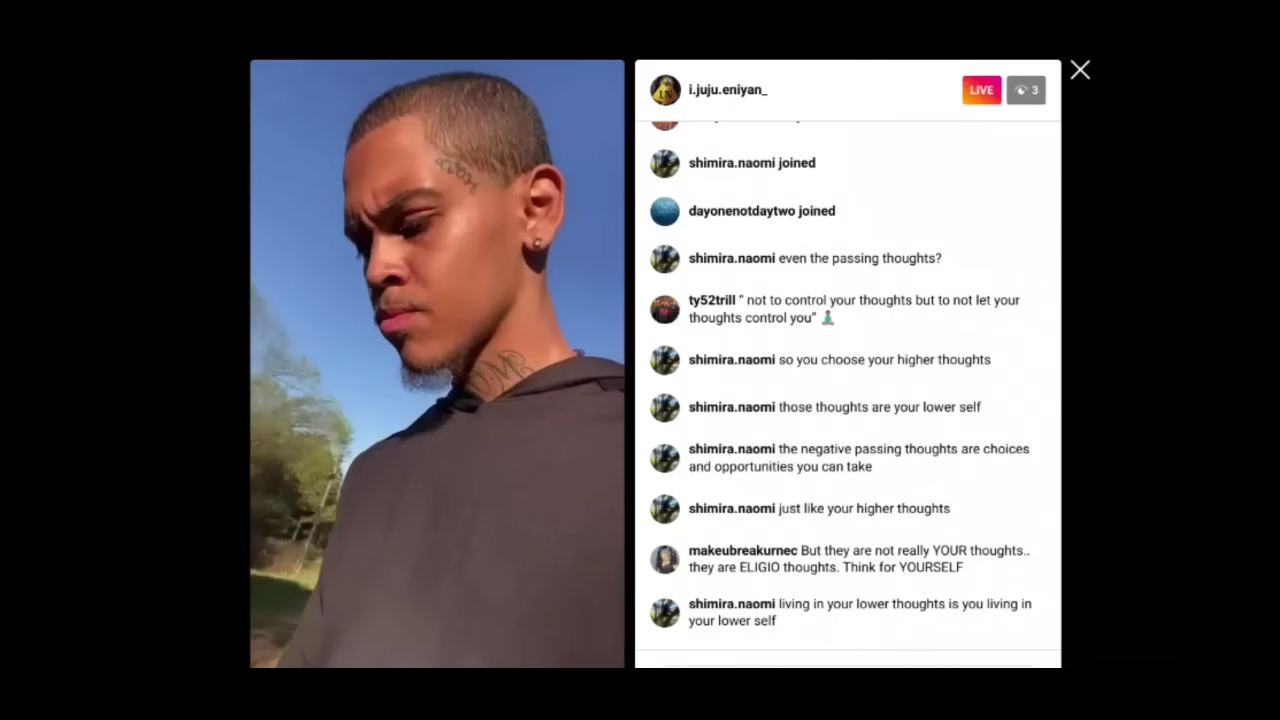 i.juju.eniyan_
LIVE
3
shimira.naomi joined
dayonenotdaytwo joined
shimira.naomi even the passing thoughts?
ty52trill " not to control your thoughts but to not let your
thoughts control you" 🧘
shimira.naomi so you choose your higher thoughts
shimira.naomi those thoughts are your lower self
shimira.naomi the negative passing thoughts are choices
and opportunities you can take
shimira.naomi just like your higher thoughts
makeubreakurnec But they are not really YOUR thoughts..
they are ELIGIO thoughts. Think for YOURSELF
shimira.naomi living in your lower thoughts is you living in
your lower self